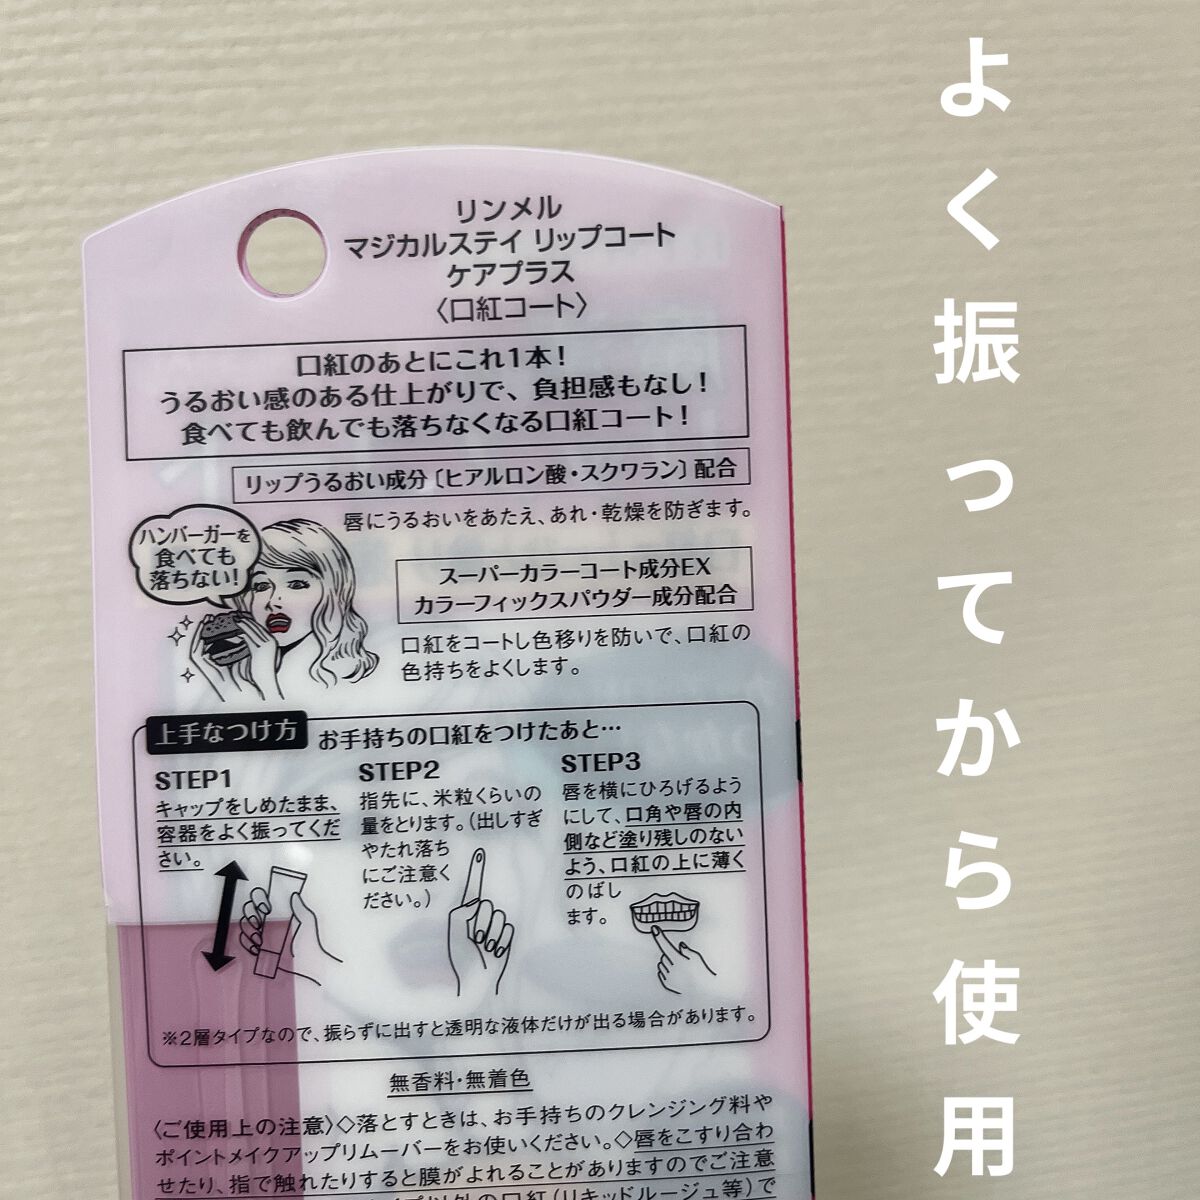 よく振ってから使用
リンメル
マジカルステイ リップコート
ケアプラス
〈口紅コート〉
口紅のあとにこれ1本!
うるおい感のある仕上がりで、負担感もなし!
食べても飲んでも落ちなくなる口紅コート!
リップうるおい成分〔ヒアルロン酸・スクワラン〕配合
唇にうるおいをあたえ、あれ・乾燥を防ぎます。
ハンバーガーを
食べても
落ちない!
スーパーカラーコート成分EX
カラーフィックスパウダー成分配合
口紅をコートし色移りを防いで、口紅の
色持ちをよくします。
上手なつけ方 お手持ちの口紅をつけたあと…
STEP1
キャップをしめたまま、
容器をよく振ってくだ
さい。
STEP2
指先に、米粒くらいの
量をとります。(出しすぎ
やたれ落ち
にご注意く
ださい。)
STEP3
唇を横にひろげるよう
にして、口角や唇の内
側など塗り残しのない
よう、口紅の上に薄く
のばし
ます。
※2層タイプなので、振らずに出すと透明な液体だけが出る場合があります。
無香料・無着色
〈ご使用上の注意〉◇落とすときは、お手持ちのクレンジング料や
ポイントメイクアップリムーバーをお使いください。◇唇をこすり合わ
せたり、指で触れたりすると膜がよれることがありますのでご注意
イプ以外の口紅(リキッドルージュ等)で